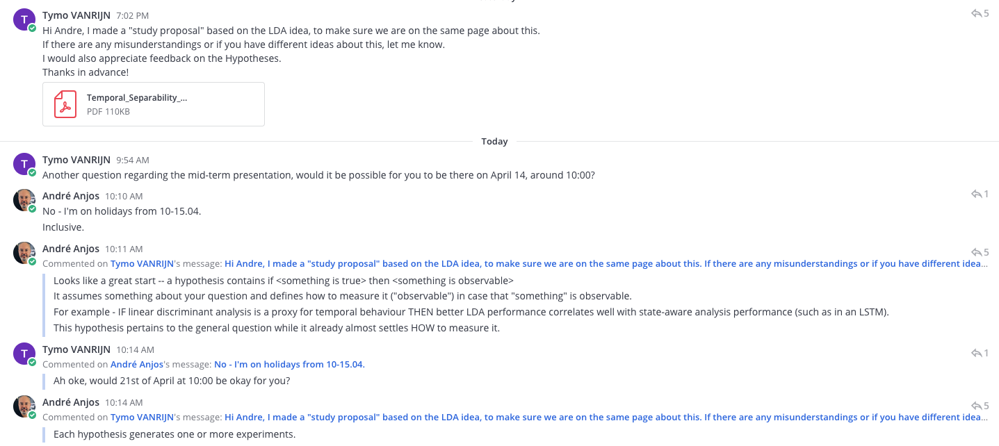 T
Tymo VANRIJN 7:02 PM
5
Hi Andre, I made a "study proposal" based on the LDA idea, to make sure we are on the same page about this.
If there are any misunderstandings or if you have different ideas about this, let me know.
I would also appreciate feedback on the Hypotheses.
Thanks in advance!
Temporal_Separability_...
PDF 110KB
Today
T
Tymo VANRIJN 9:54 AM
Another question regarding the mid-term presentation, would it be possible for you to be there on April 14, around 10:00?
André Anjos 10:10 AM
1
No - I'm on holidays from 10-15.04.
Inclusive.
André Anjos 10:11 AM
5
Commented on Tymo VANRIJN's message: Hi Andre, I made a "study proposal" based on the LDA idea, to make sure we are on the same page about this. If there are any misunderstandings or if you have different idea...
Looks like a great start -- a hypothesis contains if <something is true> then <something is observable>
It assumes something about your question and defines how to measure it ("observable") in case that "something" is observable.
For example - IF linear discriminant analysis is a proxy for temporal behaviour THEN better LDA performance correlates well with state-aware analysis performance (such as in an LSTM).
This hypothesis pertains to the general question while it already almost settles HOW to measure it.
T
Tymo VANRIJN 10:14 AM
1
Commented on André Anjos's message: No - I'm on holidays from 10-15.04.
Ah oke, would 21st of April at 10:00 be okay for you?
André Anjos 10:14 AM
5
Commented on Tymo VANRIJN's message: Hi Andre, I made a "study proposal" based on the LDA idea, to make sure we are on the same page about this. If there are any misunderstandings or if you have different idea...
Each hypothesis generates one or more experiments.